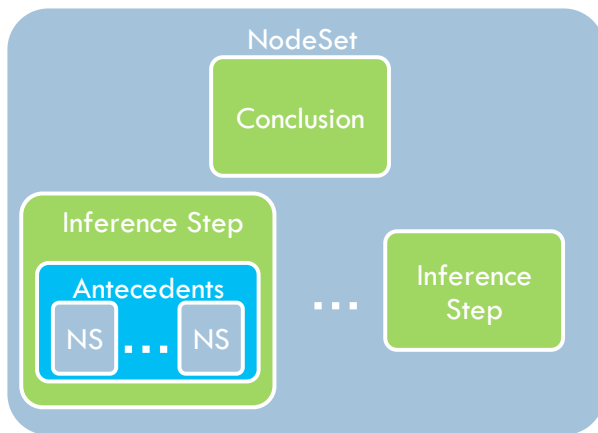 NodeSet
Conclusion
Inference Step
Antecedents
NS
...
NS
...
Inference
Step